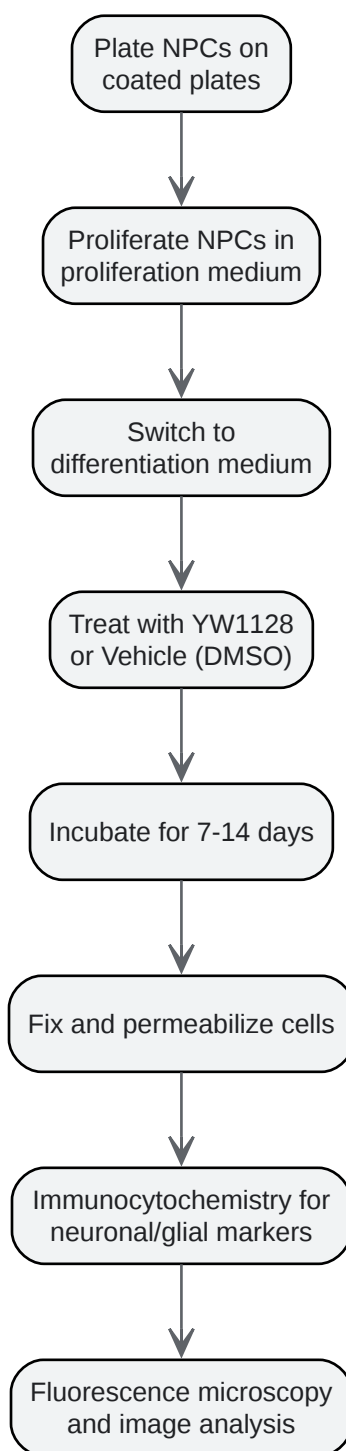 Plate NPCs on
coated plates
Proliferate NPCs in
proliferation medium
Switch to
differentiation medium
Treat with YW1128
or Vehicle (DMSO)
Incubate for 7-14 days
Fix and permeabilize cells
Immunocytochemistry for
neuronal/glial markers
Fluorescence microscopy
and image analysis